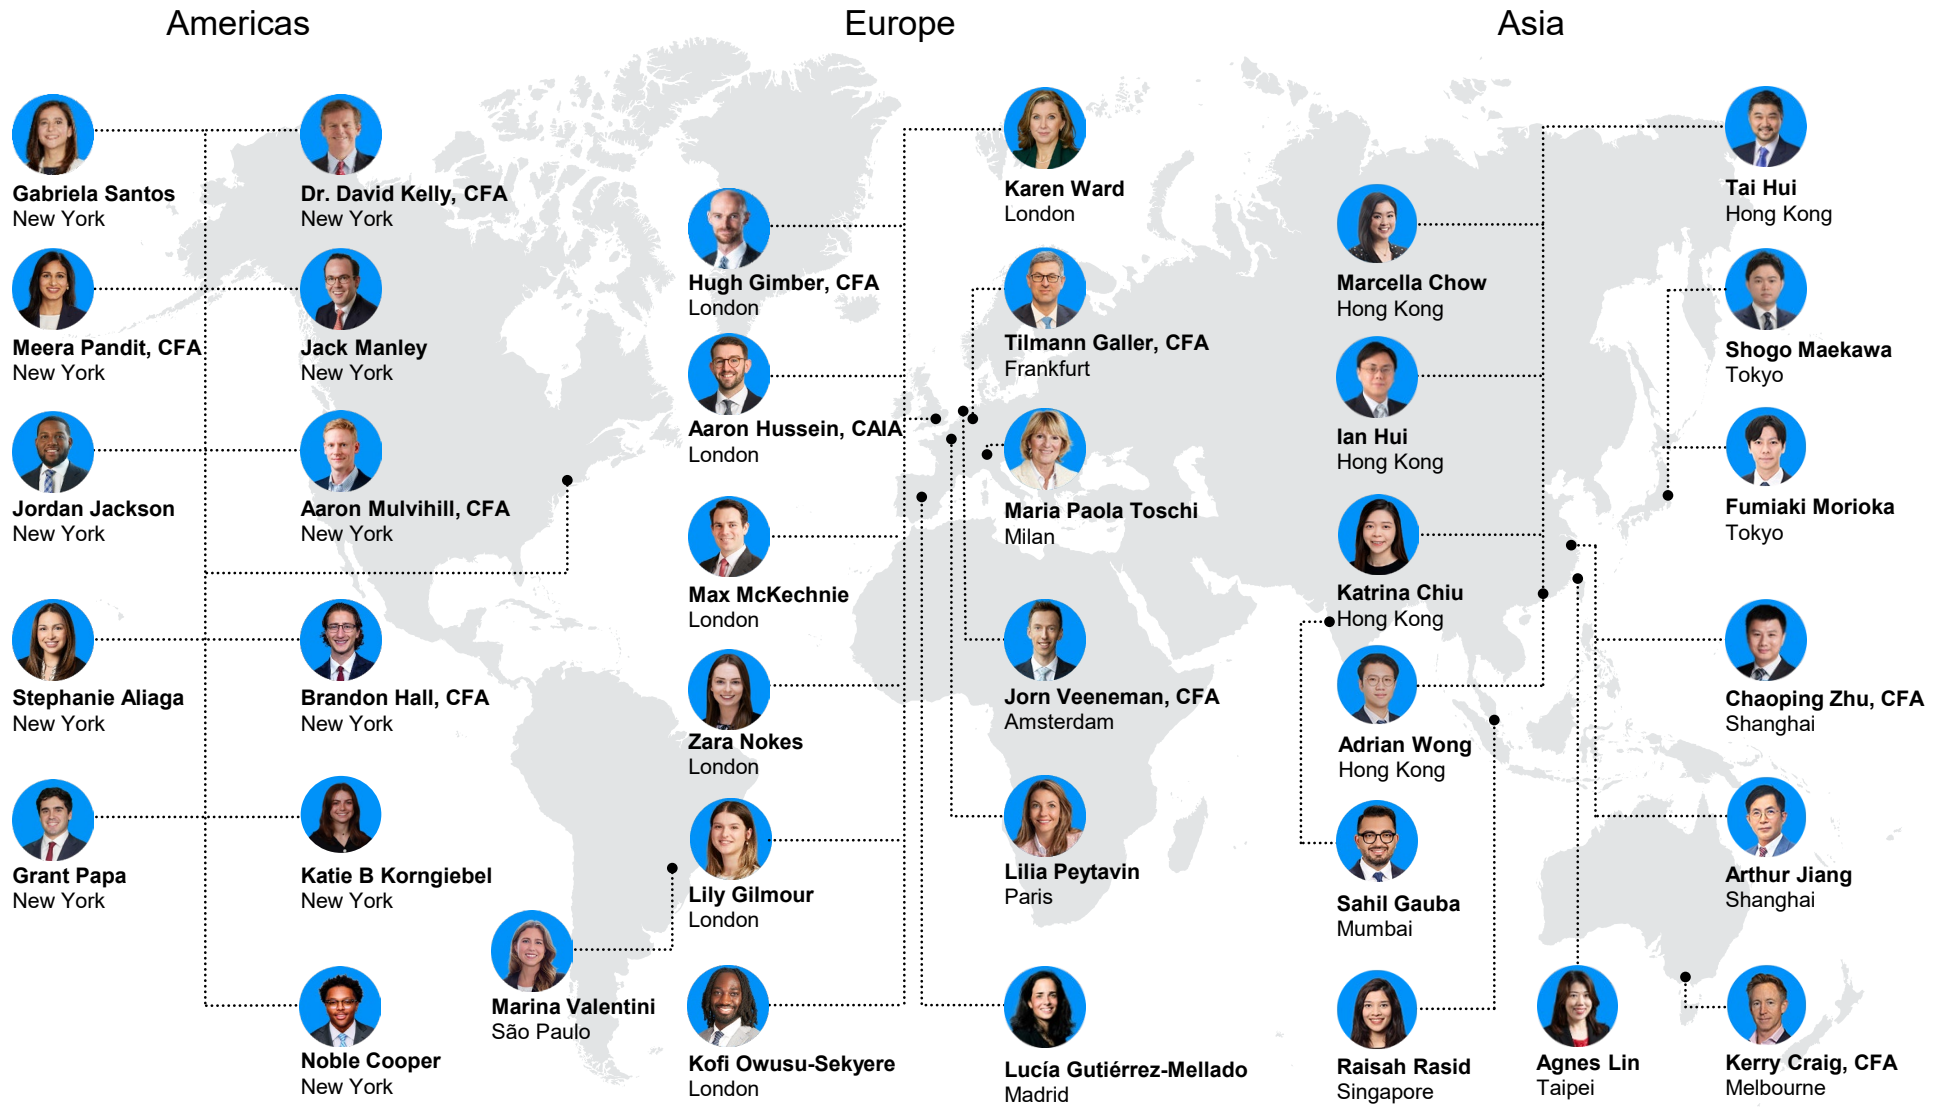 Americas
Europe
Asia
Gabriela Santos
New York
Dr. David Kelly, CFA
New York
Meera Pandit, CFA
New York
Jack Manley
New York
Jordan Jackson
New York
Aaron Mulvihill, CFA
New York
Stephanie Aliaga
New York
Brandon Hall, CFA
New York
Grant Papa
New York
Katie B Korngiebel
New York
Noble Cooper
New York
Marina Valentini
São Paulo
Karen Ward
London
Hugh Gimber, CFA
London
Tilmann Galler, CFA
Frankfurt
Aaron Hussein, CAIA
London
Maria Paola Toschi
Milan
Max McKechnie
London
Jorn Veeneman, CFA
Amsterdam
Zara Nokes
London
Lilia Peytavin
Paris
Lily Gilmour
London
Kofi Owusu-Sekyere
London
Lucía Gutiérrez-Mellado
Madrid
Tai Hui
Hong Kong
Marcella Chow
Hong Kong
Shogo Maekawa
Tokyo
Ian Hui
Hong Kong
Fumiaki Morioka
Tokyo
Katrina Chiu
Hong Kong
Chaoping Zhu, CFA
Shanghai
Adrian Wong
Hong Kong
Arthur Jiang
Shanghai
Sahil Gauba
Mumbai
Raisah Rasid
Singapore
Agnes Lin
Taipei
Kerry Craig, CFA
Melbourne